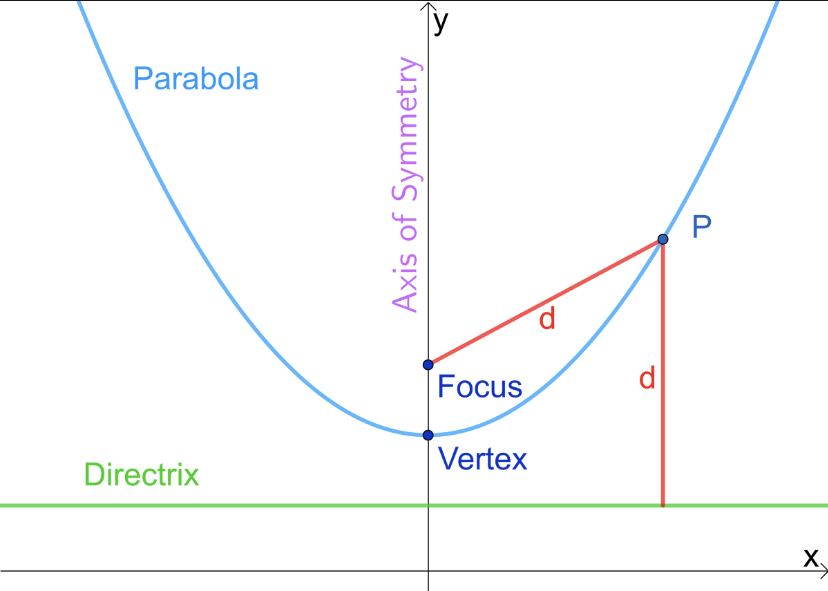 y
Parabola
Axis of Symmetry
P
d
d
Focus
Vertex
Directrix
x